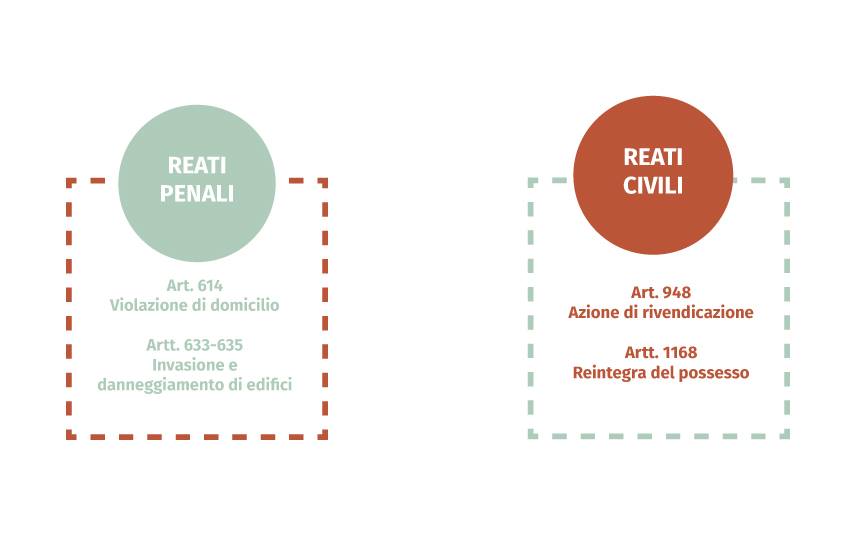 REATI
PENALI
Art. 614
Violazione di domicilio
Artt. 633-635
Invasione e
danneggiamento di edifici
REATI
CIVILI
Art. 948
Azione di rivendicazione
Artt. 1168
Reintegra del possesso